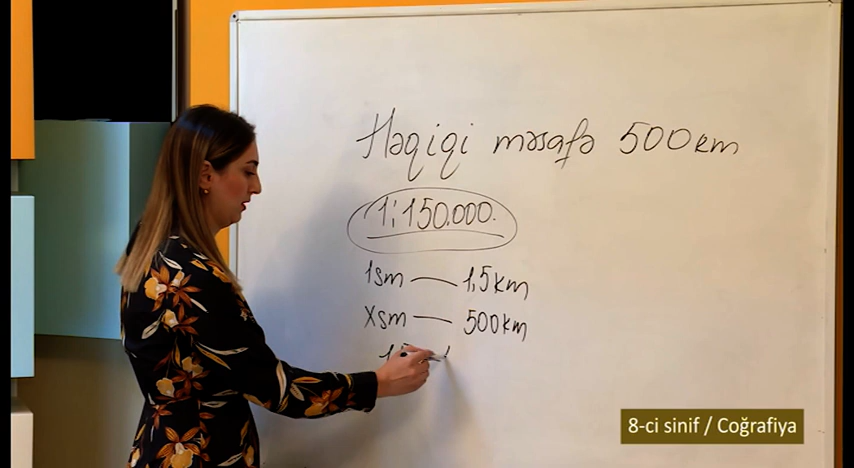 Həqiqi məsafə 500km
1:150.000.
1sm — 1,5km
xsm — 500km
8-ci sinif / Coğrafiya